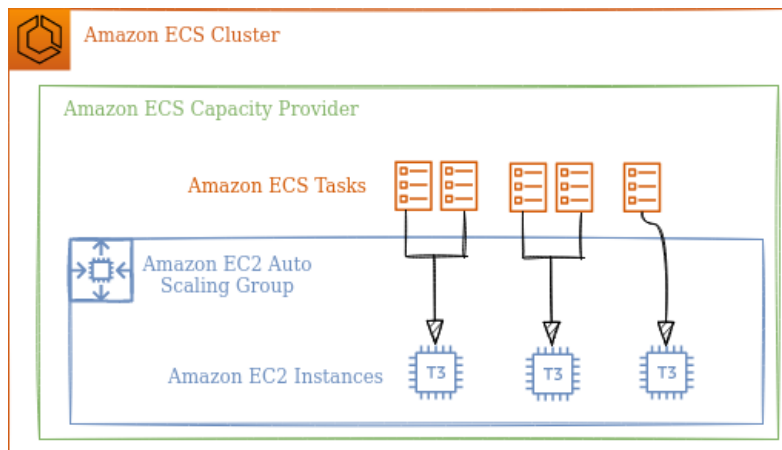 Amazon ECS Cluster
Amazon ECS Capacity Provider
Amazon ECS Tasks
Amazon EC2 Auto
Scaling Group
Amazon EC2 Instances
T3
T3
T3